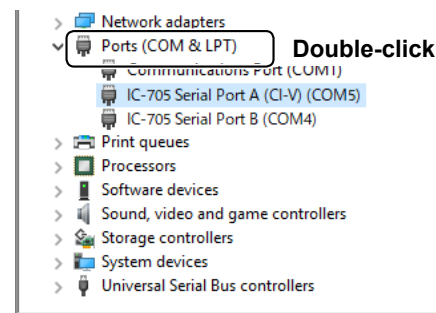 Network adapters
Ports (COM & LPT) Double-click
Communications Port (COM1)
IC-705 Serial Port A (CI-V) (COM5)
IC-705 Serial Port B (COM4)
Print queues
Processors
Software devices
Sound, video and game controllers
Storage controllers
System devices
Universal Serial Bus controllers